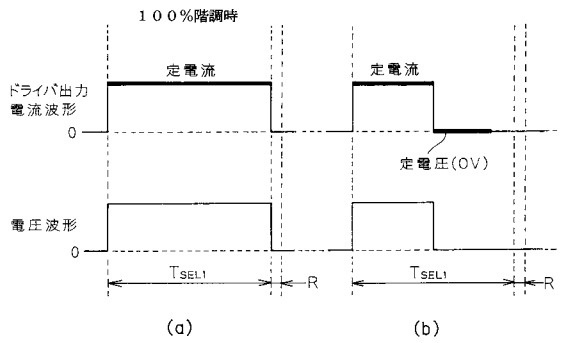 １００％階調時
定電流
定電流
ドライバ出力
電流波形
0
定電圧(0V)
電圧波形
0
TSEL1
R
TSEL1
R
(a)
(b)